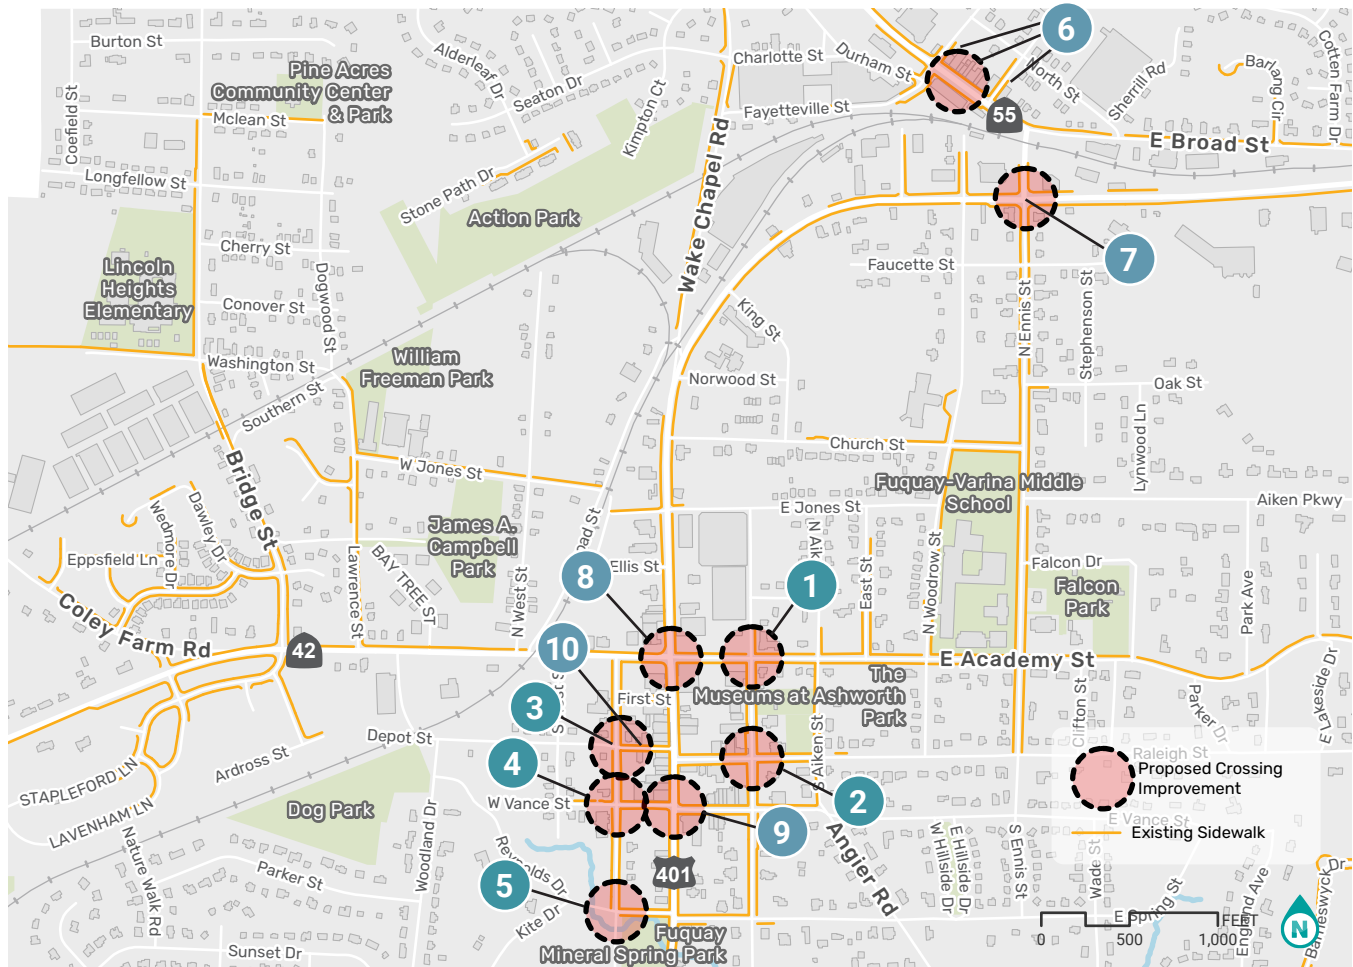 Burton St
Alderleaf Dr
Seaton Dr
Kimpton Ct
Charlotte St
Durham St
6
North St
Sherrill Rd
Barlang Cir
Cotten Farm Dr
Pine Acres
Community Center
& Park
Coefield St
Mclean St
Fayetteville St
55
E Broad St
Longfellow St
Stone Path Dr
Action Park
Wake Chapel Rd
7
Cherry St
Lincoln
Heights
Elementary
Dogwood St
Conover St
Faucette St
Stephenson St
N Ennis St
King St
Washington St
Southern St
William
Freeman Park
Norwood St
Oak St
Lynwood Ln
Church St
Bridge St
W Jones St
Fuquay-Varina Middle
School
Aiken Pkwy
E Jones St
Wedmore Dr
Dawley Dr
James A.
Campbell
Park
oad St
N Aik
East St
N Woodrow St
Eppsfield Ln
Lawrence St
BAY TREE ST
N West St
Ellis St
8
1
Falcon Dr
Falcon
Park
Park Ave
Coley Farm Rd
42
10
E Academy St
The
Museums at Ashworth
Park
First St
3
Depot St
4
Ardross St
STAPLEFORD LN
LAVENHAM LN
Dog Park
W Vance St
2
9
S Aiken St
Angier Rd
Clifton St
Parker Dr
E Lakeside Dr
Raleigh St
Proposed Crossing
Improvement
E Vance St
Existing Sidewalk
Nature Walk Rd
Parker St
Woodland Dr
Reynolds Dr
5
401
W Hillside Dr
E Hillside Dr
S Ennis St
Wade St
E Spring St
England Ave
Banneswyck Dr
Kite Dr
Sunset Dr
Fuquay
Mineral Spring Park
FEET
0 500 1,000
N